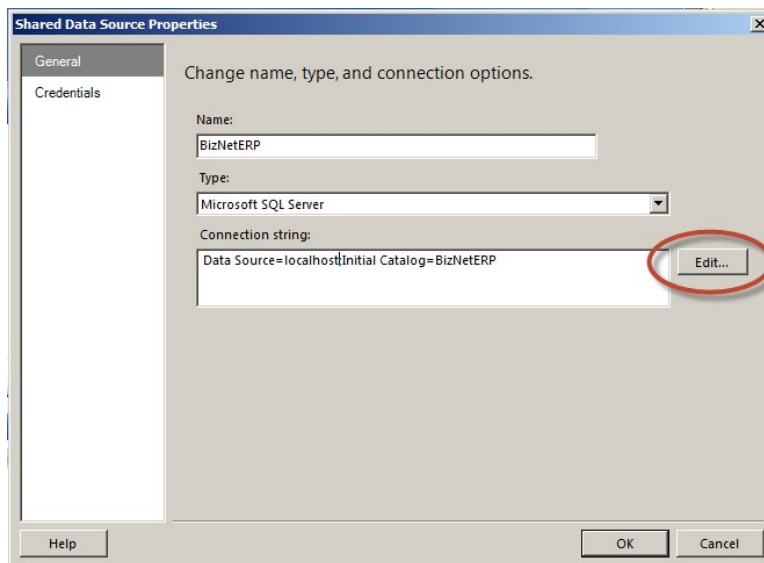 Shared Data Source Properties
General
Credentials
Change name, type, and connection options.
Name:
BizNetERP
Type:
Microsoft SQL Server
Connection string:
Data Source=localhost;Initial Catalog=BizNetERP
Edit...
Help
OK
Cancel